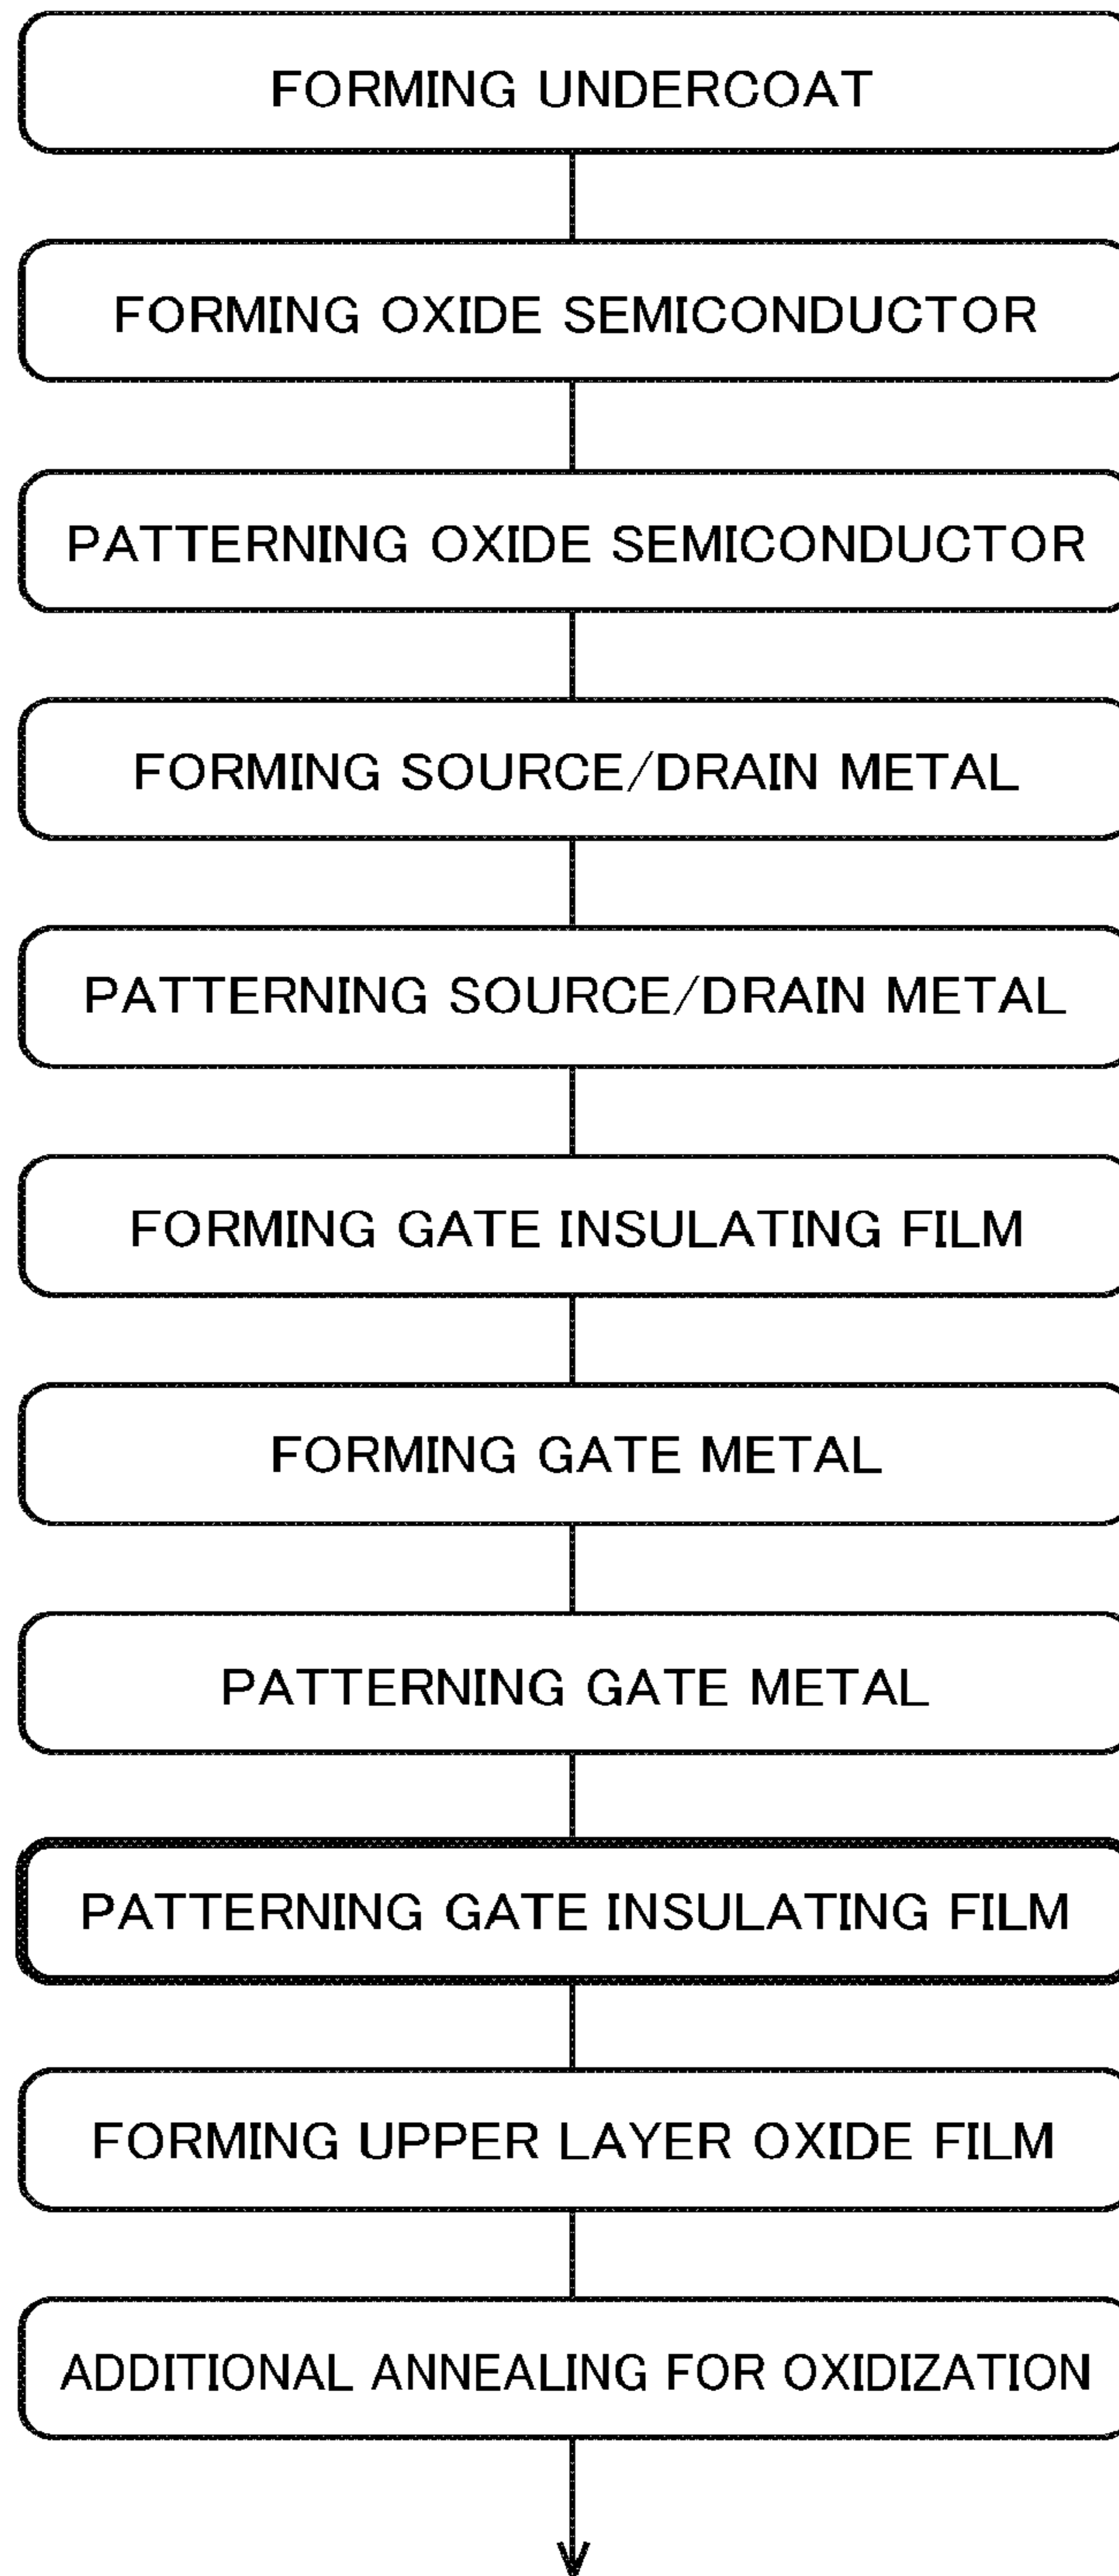 FORMING UNDERCOAT
FORMING OXIDE SEMICONDUCTOR
PATTERNING OXIDE SEMICONDUCTOR
FORMING SOURCE/DRAIN METAL
PATTERNING SOURCE/DRAIN METAL
FORMING GATE INSULATING FILM
FORMING GATE METAL
PATTERNING GATE METAL
PATTERNING GATE INSULATING FILM
FORMING UPPER LAYER OXIDE FILM
ADDITIONAL ANNEALING FOR OXIDIZATION